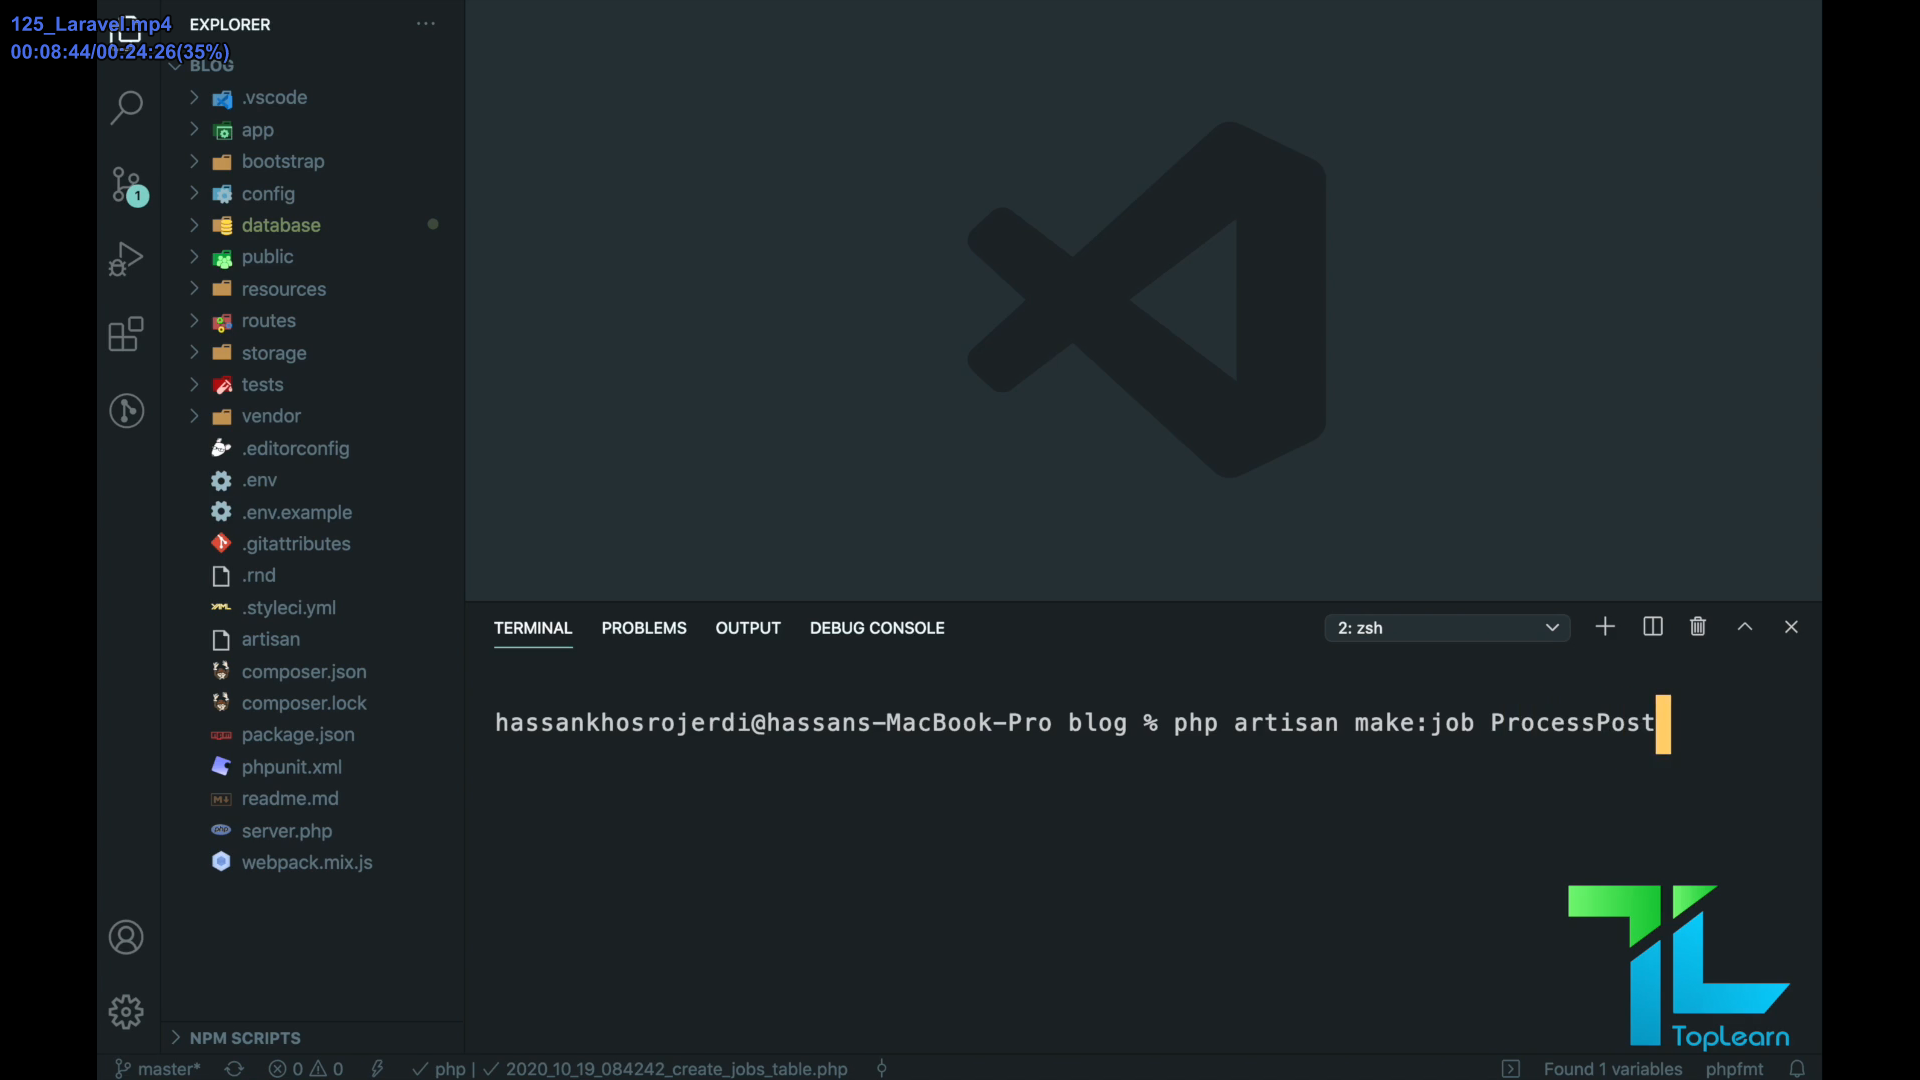 125_Laravel.mp4
00:08:44/00:24:26(35%)
EXPLORER
BLOG
.vscode
app
bootstrap
config
database
public
resources
routes
storage
tests
vendor
.editorconfig
.env
.env.example
.gitattributes
.rnd
.styleci.yml
artisan
composer.json
composer.lock
package.json
phpunit.xml
readme.md
server.php
webpack.mix.js
NPM SCRIPTS
1
TERMINAL PROBLEMS OUTPUT DEBUG CONSOLE 2: zsh
hassankhosrojerdi@hassans-MacBook-Pro blog % php artisan make:job ProcessPost
TopLearn
master* 0 0 php | 2020_10_19_084242_create_jobs_table.php Found 1 variables phpfmt